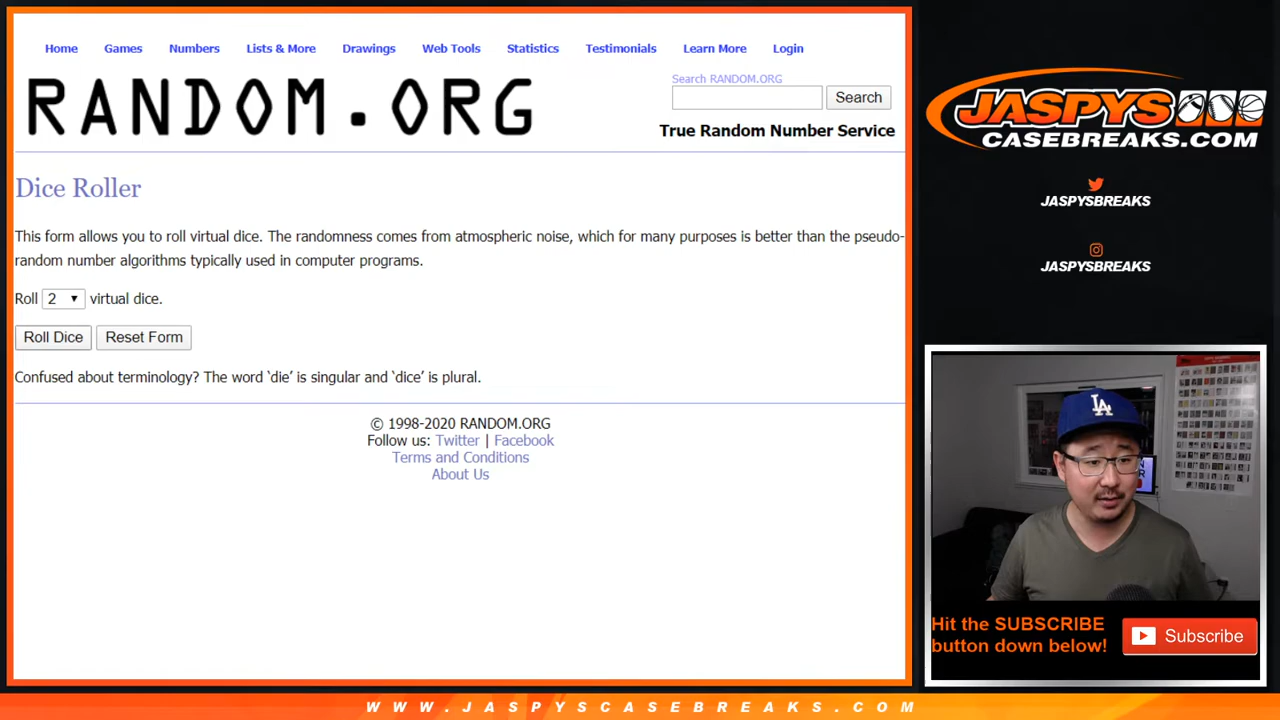 Home Games Numbers Lists & More Drawings Web Tools Statistics Testimonials Learn More Login
RANDOM.ORG
Search RANDOM.ORG
Search
True Random Number Service
Dice Roller
This form allows you to roll virtual dice. The randomness comes from atmospheric noise, which for many purposes is better than the pseudo-
random number algorithms typically used in computer programs.
Roll 2 virtual dice.
Roll Dice Reset Form
Confused about terminology? The word ‘die’ is singular and ‘dice’ is plural.
© 1998-2020 RANDOM.ORG
Follow us: Twitter | Facebook
Terms and Conditions
About Us
JASPYS
CASEBREAKS.COM
JASPYSBREAKS
JASPYSBREAKS
LA
Hit the SUBSCRIBE
button down below!
Subscribe
WWW.JASPYSCASEBREAKS.COM